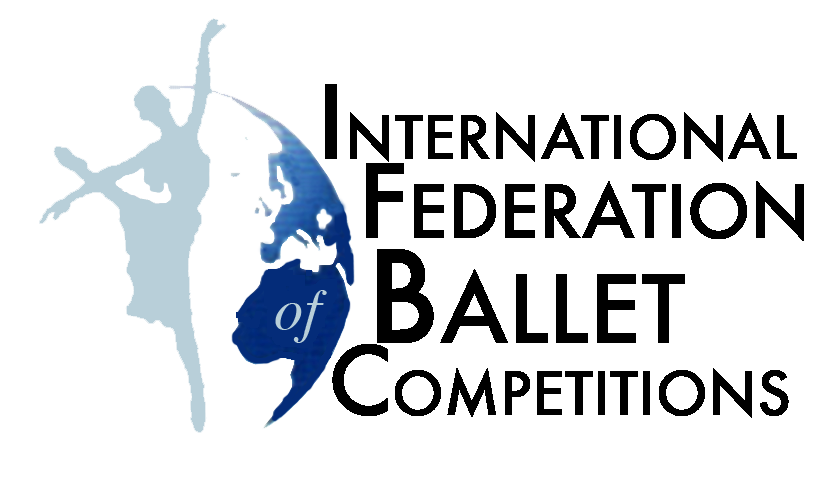 INTERNATIONAL
FEDERATION
of BALLET
COMPETITIONS